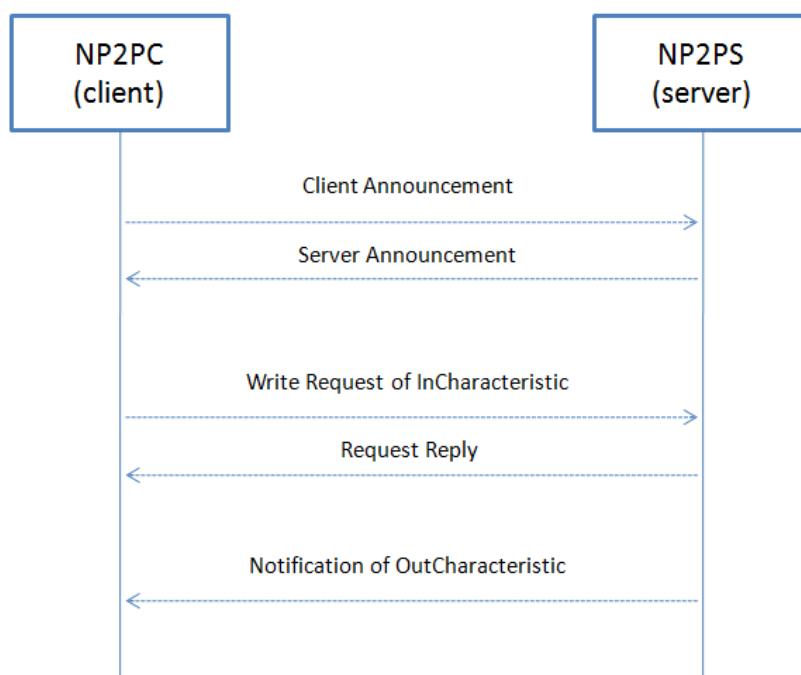 NP2PC
(client)
NP2PS
(server)
Client Announcement
Server Announcement
Write Request of InCharacteristic
Request Reply
Notification of OutCharacteristic